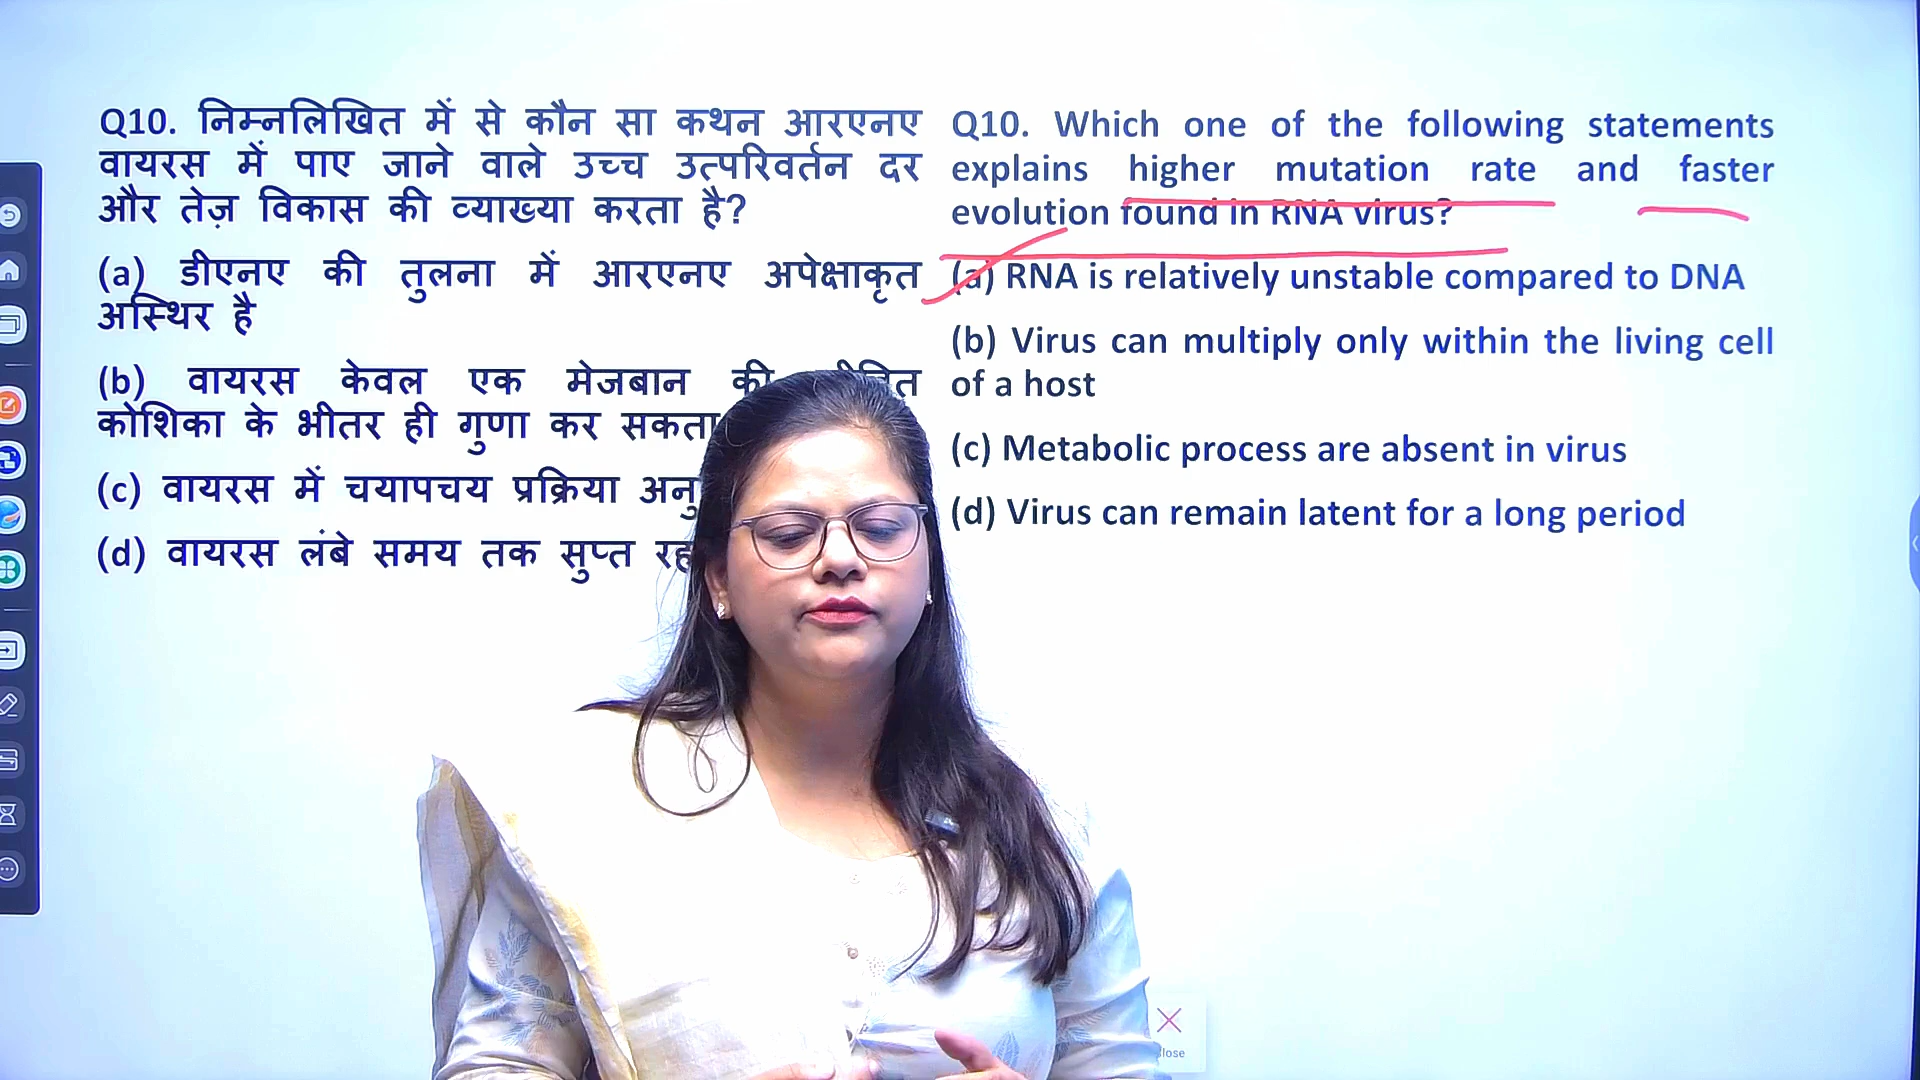 Q10. निम्नलिखित में से कौन सा कथन आरएनए
वायरस में पाए जाने वाले उच्च उत्परिवर्तन दर
और तेज़ विकास की व्याख्या करता है?
(a) डीएनए की तुलना में आरएनए अपेक्षाकृत
अस्थिर है
(b) वायरस केवल एक मेजबान की
कोशिका के भीतर ही गुणा कर सकता
(c) वायरस में चयापचय प्रक्रिया
(d) वायरस लंबे समय तक सुप्त
Q10. Which one of the following statements
explains higher mutation rate and faster
evolution found in RNA virus?
(a) RNA is relatively unstable compared to DNA
(b) Virus can multiply only within the living cell
of a host
(c) Metabolic process are absent in virus
(d) Virus can remain latent for a long period